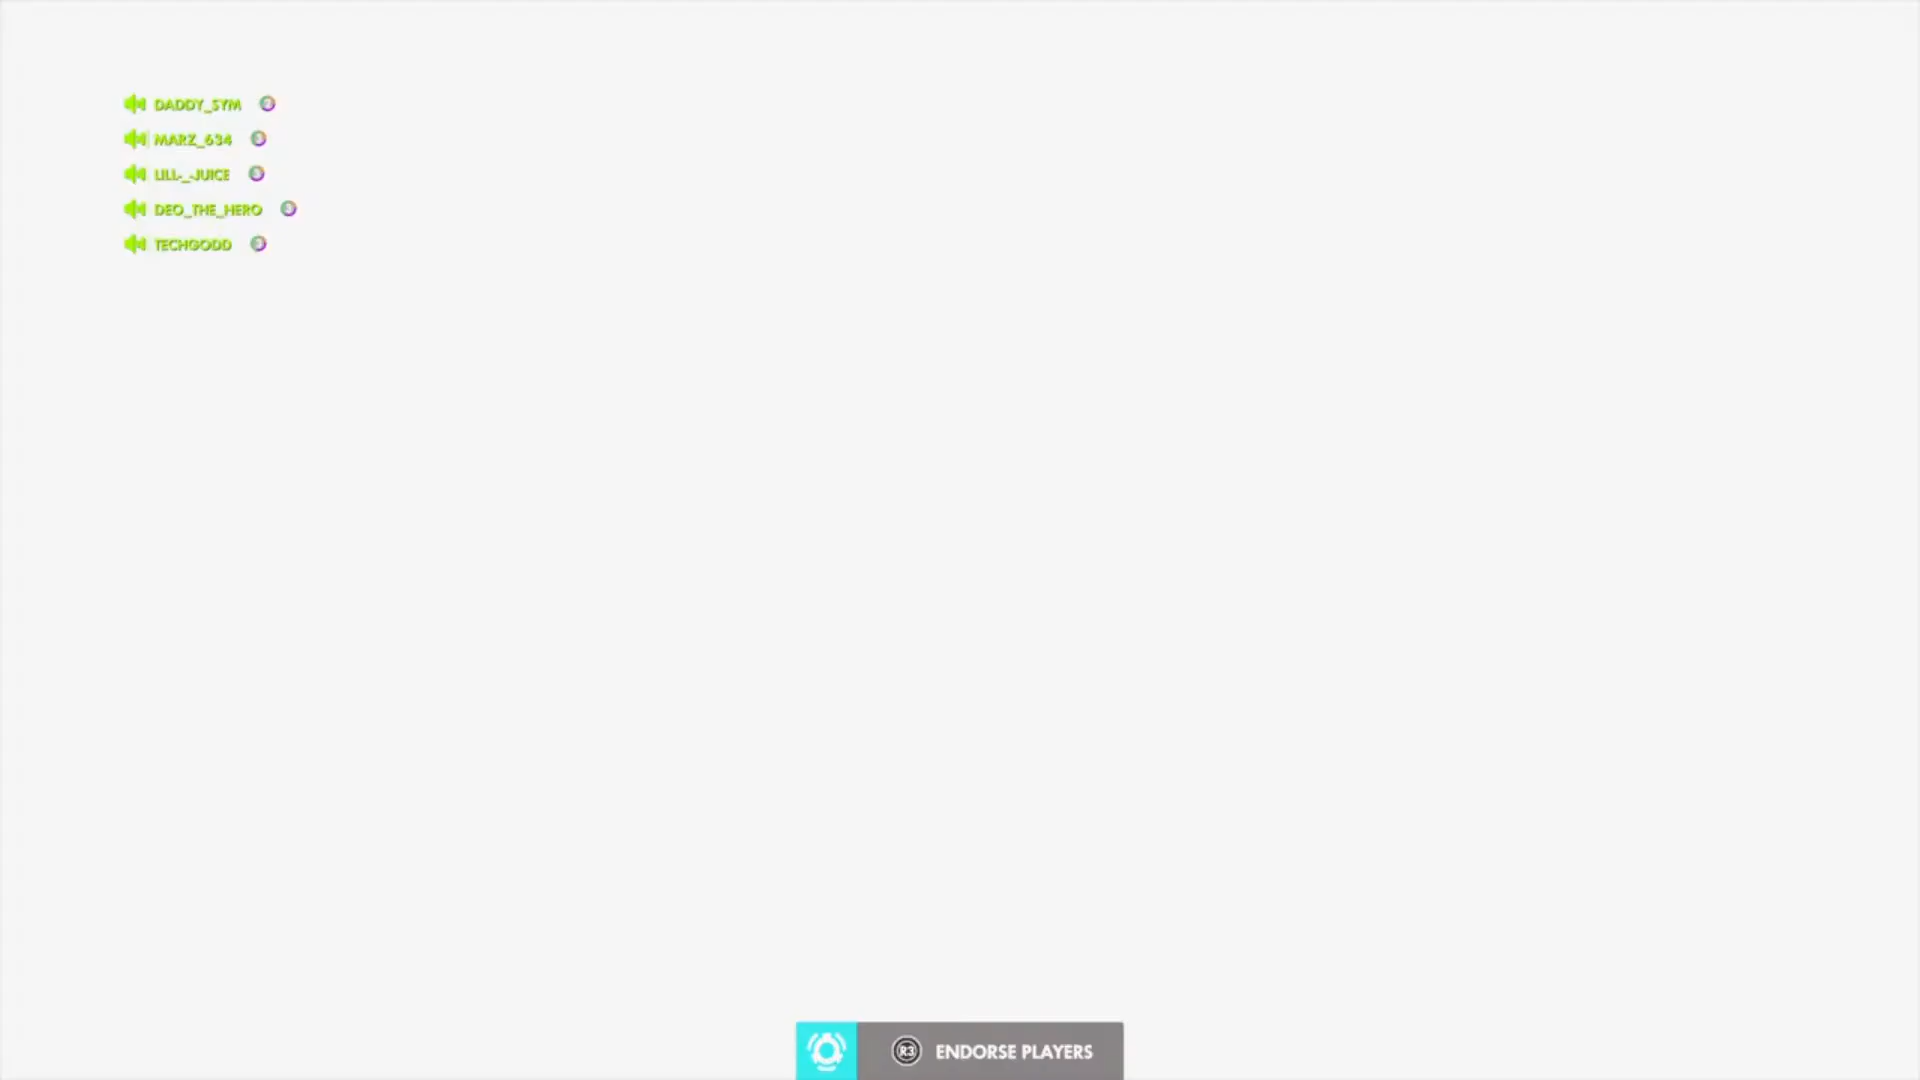 DADDY_SYM
MARZ_634
LILL-_-JUICE
DEO_THE_HERO
TECHGODD
R3 ENDORSE PLAYERS